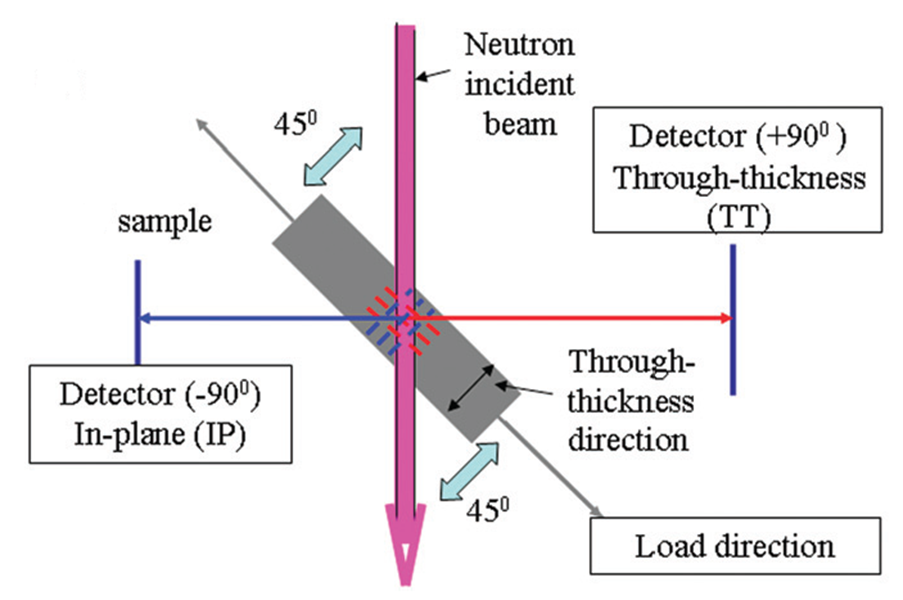 Neutron
incident
beam
45⁰
Detector (+90⁰ )
Through-thickness
(TT)
sample
Detector (-90⁰)
In-plane (IP)
Through-
thickness
direction
45⁰
Load direction